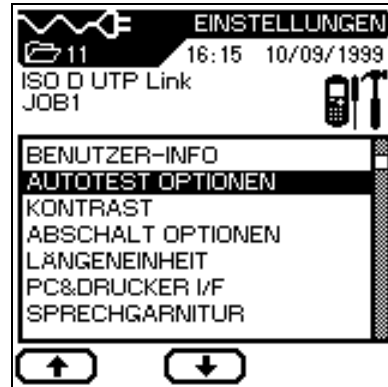 EINSTELLUNGEN
11 16:15 10/09/1999
ISO D UTP Link
JOB1
BENUTZER-INFO
AUTOTEST OPTIONEN
KONTRAST
ABSCHALT OPTIONEN
LÄNGENEINHEIT
PC&DRUCKER I/F
SPRECHGARNITUR